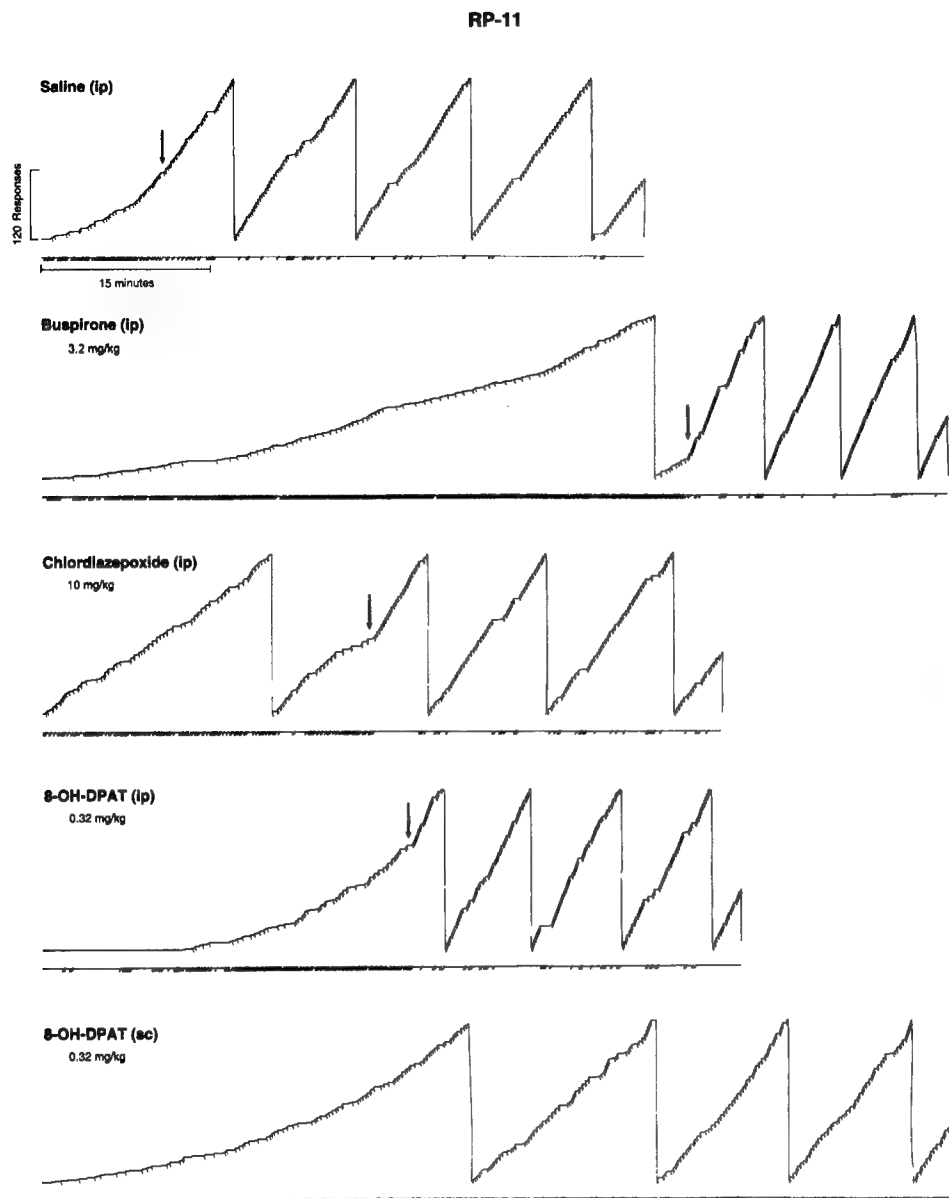 RP-11
Saline (ip)
120 Responses
15 minutes
Buspirone (ip)
3.2 mg/kg
Chlordiazepoxide (ip)
10 mg/kg
8-OH-DPAT (ip)
0.32 mg/kg
8-OH-DPAT (sc)
0.32 mg/kg